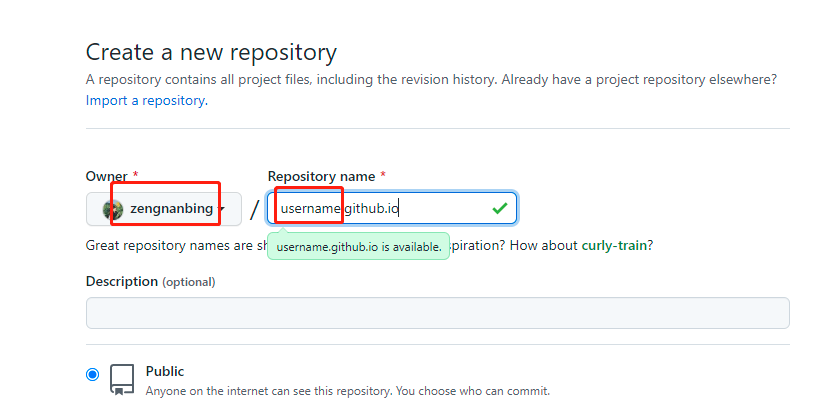 Create a new repository
A repository contains all project files, including the revision history. Already have a project repository elsewhere?
Import a repository.
Owner * Repository name *
zengnanbing / username.github.io
username.github.io is available.
Great repository names are sh spiration? How about curly-train?
Description (optional)
Public
Anyone on the internet can see this repository. You choose who can commit.